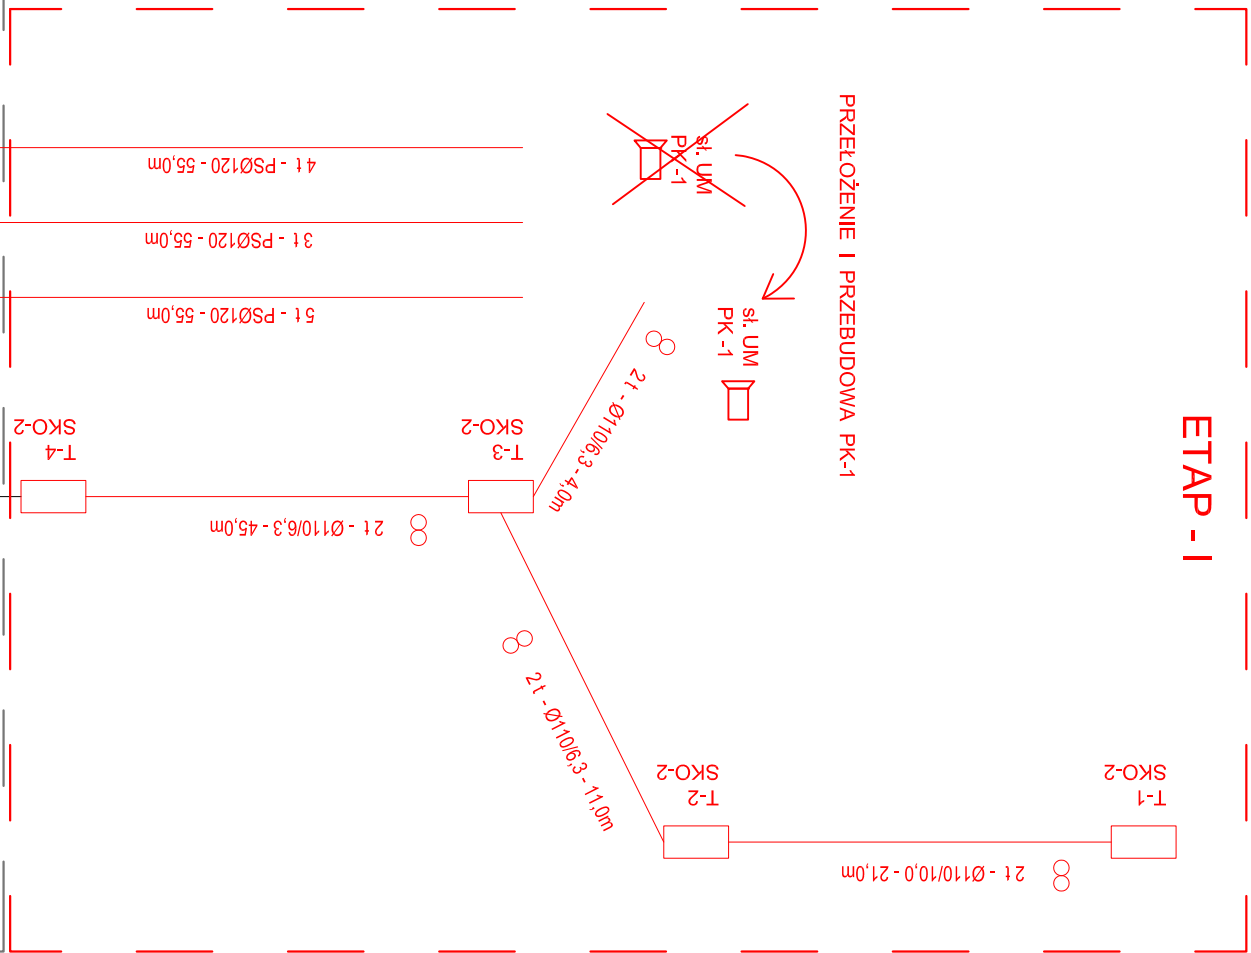 ETAP - I
PRZEŁOŻENIE I PRZEBUDOWA PK-1
sł. UM
PK -1
sł. UM
PK -1
4 t - PSØ120 - 55,0m
3 t - PSØ120 - 55,0m
5 t - PSØ120 - 55,0m
T-4
SKO-2
2 t - Ø110/6,3 - 45,0m
T-3
SKO-2
2 t - Ø110/6,3 - 4,0m
2 t - Ø110/6,3 - 11,0m
T-2
SKO-2
2 t - Ø110/10,0 - 21,0m
T-1
SKO-2